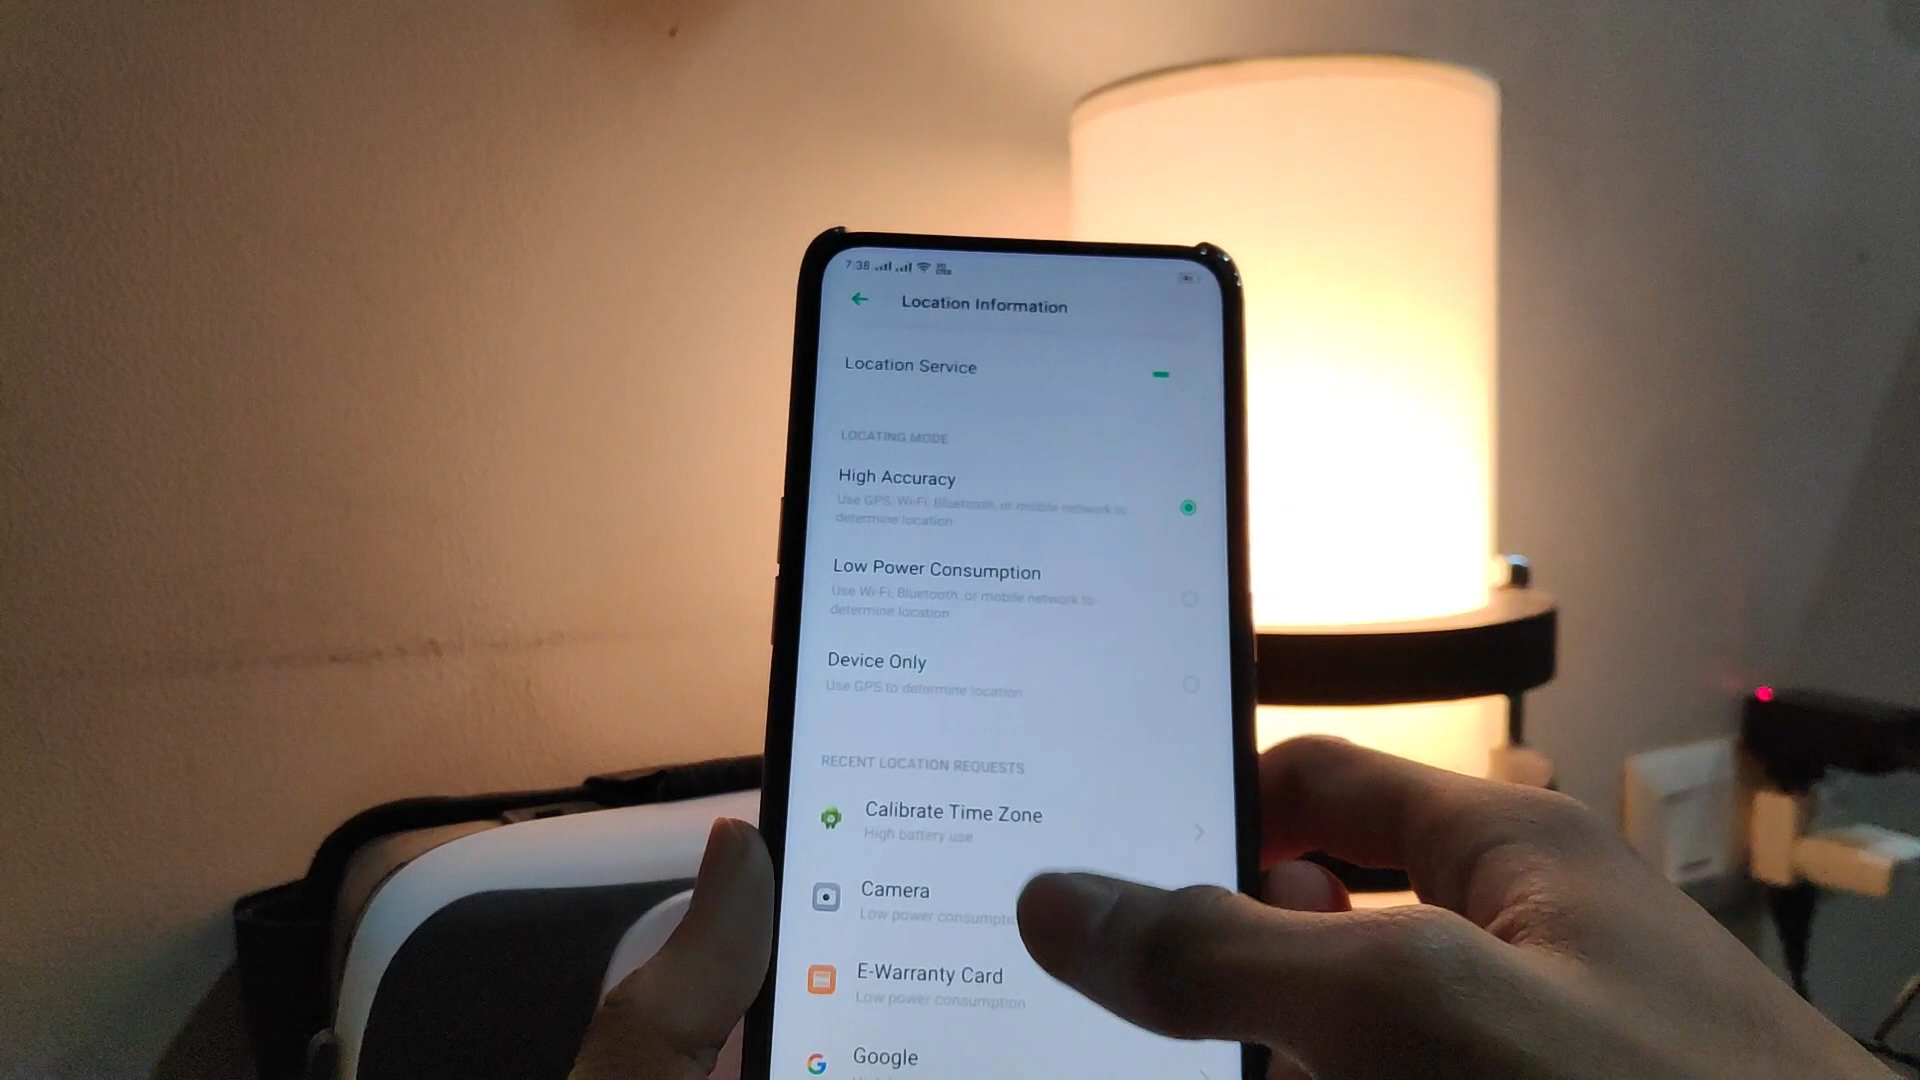 7:38
Location Information
Location Service
LOCATING MODE
High Accuracy
Use GPS, Wi-Fi, Bluetooth, or mobile network to
determine location
Low Power Consumption
Use Wi-Fi, Bluetooth, or mobile network to
determine location
Device Only
Use GPS to determine location
RECENT LOCATION REQUESTS
Calibrate Time Zone
High battery use
Camera
Low power
E-Warranty Card
Low power consumption
Google